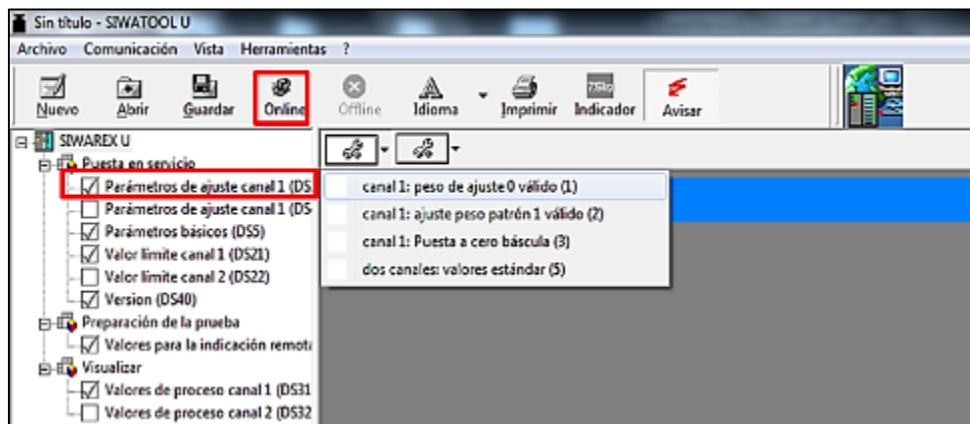 Sin título - SIWATOOL U
Archivo Comunicación Vista Herramientas ?
Nuevo Abrir Guardar Online Offline Idioma Imprimir Indicador Avisar
SIWAREX U
Puesta en servicio
Parámetros de ajuste canal 1 (DS
Parámetros de ajuste canal 1 (DS
Parámetros básicos (DS5)
Valor límite canal 1 (DS21)
Valor límite canal 2 (DS22)
Version (DS40)
Preparación de la prueba
Valores para la indicación remota
Visualizar
Valores de proceso canal 1 (DS31
Valores de proceso canal 2 (DS32
canal 1: peso de ajuste 0 válido (1)
canal 1: ajuste peso patrón 1 válido (2)
canal 1: Puesta a cero báscula (3)
dos canales: valores estándar (5)